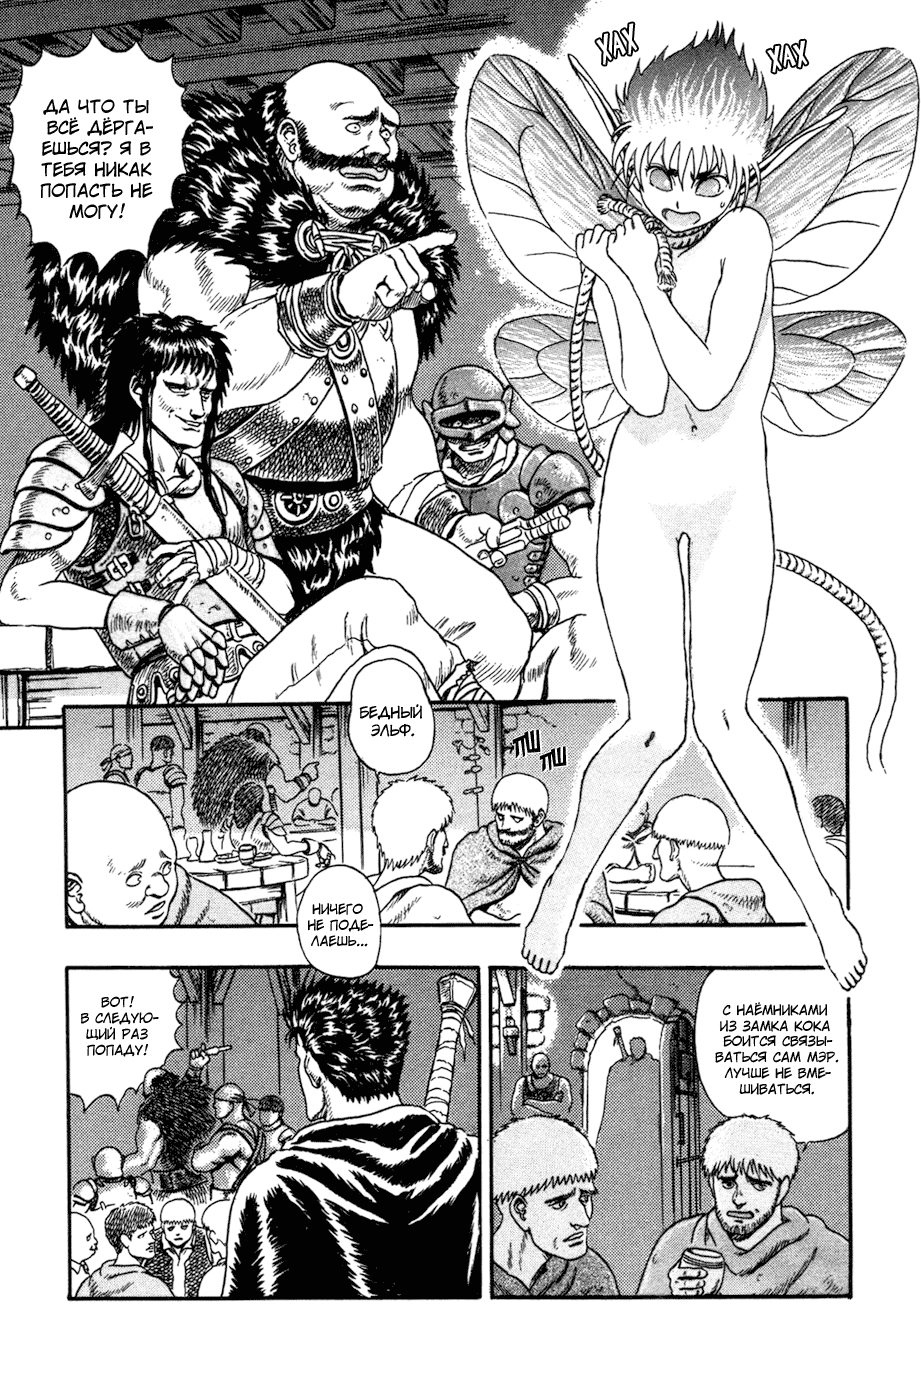 ДА ЧТО ТЫ
ВСЁ ДЁРГА-
ЕШЬСЯ? Я В
ТЕБЯ НИКАК
ПОПАСТЬ НЕ
МОГУ!
ХАХ
ХАХ
БЕДНЫЙ
ЭЛЬФ.
ПШ
ПШ
НИЧЕГО
НЕ ПОДЕ-
ЛАЕШЬ...
ВОТ!
В СЛЕДУЮ-
ЩИЙ РАЗ
ПОПАДУ!
С НАЁМНИКАМИ
ИЗ ЗАМКА КОКА
БОИТСЯ СВЯЗЫ-
ВАТЬСЯ САМ МЭР.
ЛУЧШЕ НЕ ВМЕ-
ШИВАТЬСЯ.